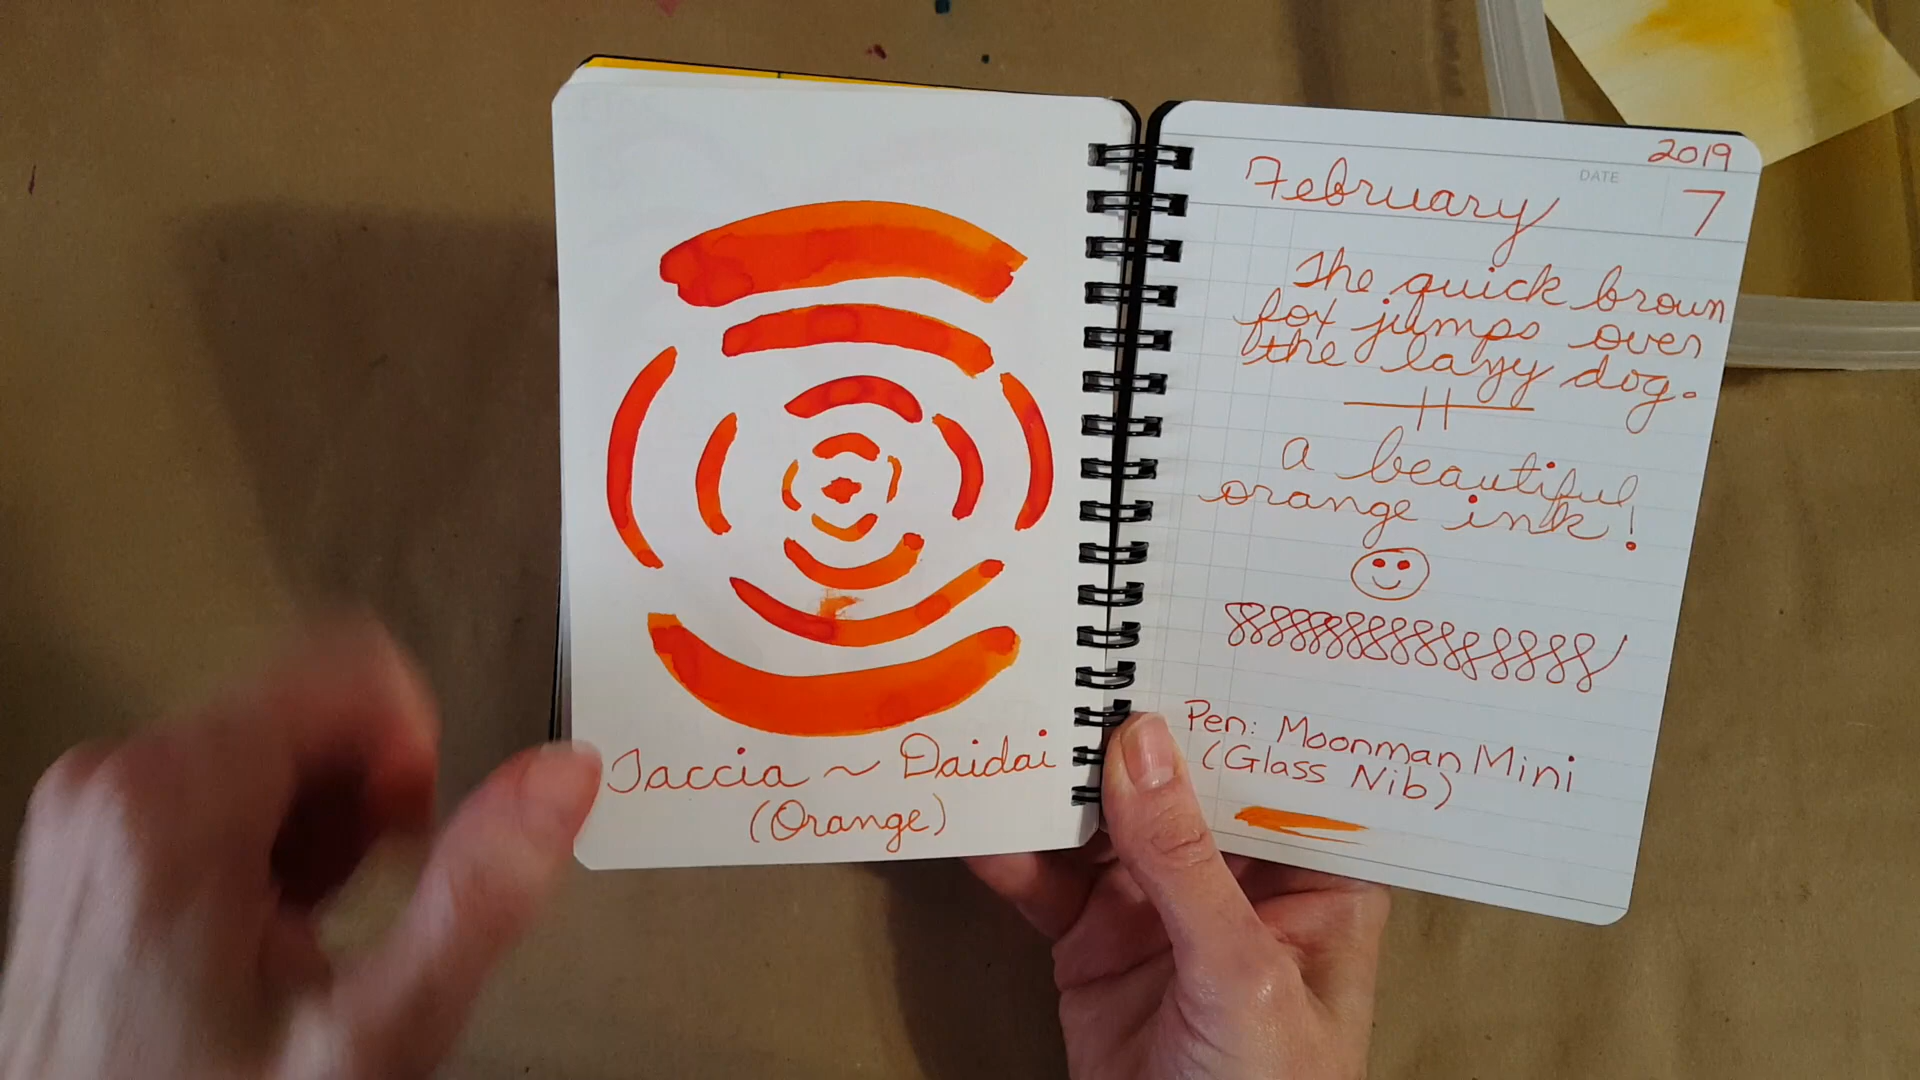 Taccia ~ Daidai
(Orange)
2019
DATE
February 7
The quick brown
fox jumps over
the lazy dog.
A beautiful
orange ink!
Pen: Moonman Mini
(Glass Nib)